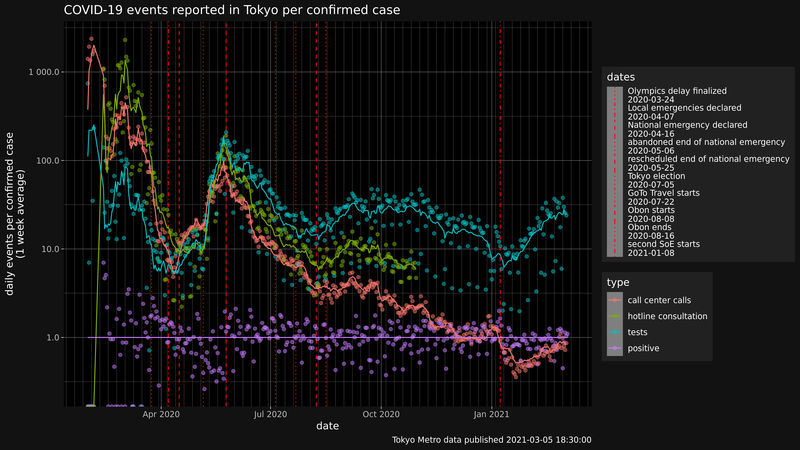 COVID-19 events reported in Tokyo per confirmed case
daily events per confirmed case
(1 week average)
1 000.0
100.0
10.0
1.0
Apr 2020
Jul 2020
Oct 2020
Jan 2021
date
Tokyo Metro data published 2021-03-05 18:30:00
dates
Olympics delay finalized
2020-03-24
Local emergencies declared
2020-04-07
National emergency declared
2020-04-16
abandoned end of national emergency
2020-05-06
rescheduled end of national emergency
2020-05-25
Tokyo election
2020-07-05
GoTo Travel starts
2020-07-22
Obon starts
2020-08-08
Obon ends
2020-08-16
second SoE starts
2021-01-08
type
call center calls
hotline consultation
tests
positive